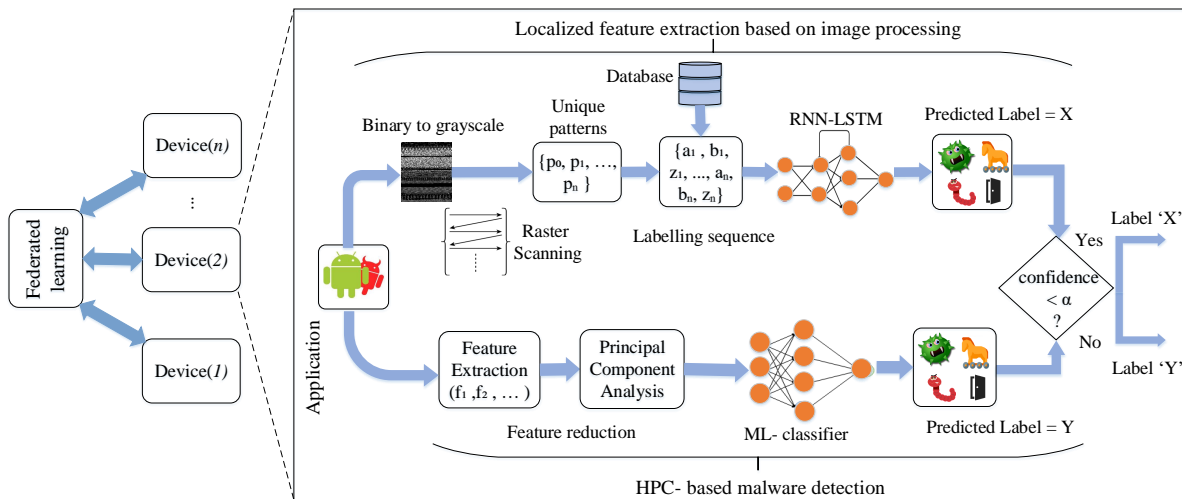 Localized feature extraction based on image processing
Database
Binary to grayscale
Unique
patterns
RNN-LSTM
Predicted Label = X
{p₀, p₁, ...,
pₙ }
{a₁ , b₁,
z₁, ..., aₙ,
bₙ, zₙ}
Raster
Scanning
Labelling sequence
Device(n)
...
Device(2)
Device(1)
Federated
learning
Application
Yes
Label ‘X’
confidence
< α
?
No
Label ‘Y’
Feature
Extraction
(f₁ ,f₂ , … )
Principal
Component
Analysis
Feature reduction
ML- classifier
Predicted Label = Y
HPC- based malware detection